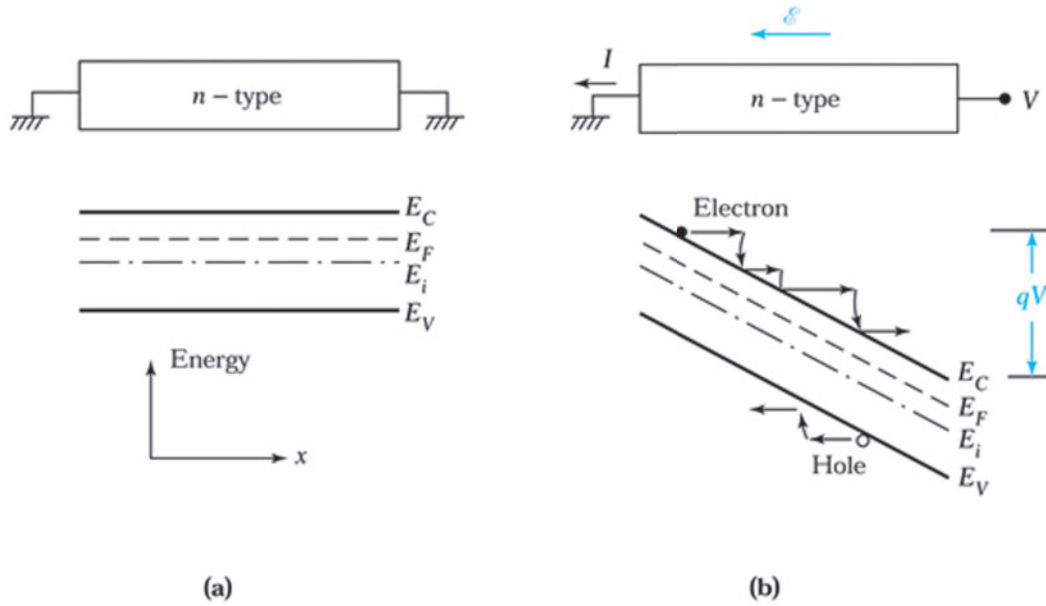 n – type
E_C
E_F
E_i
E_V
Energy
x
(a)
ℰ
I
n – type
V
Electron
qV
E_C
E_F
E_i
E_V
Hole
(b)